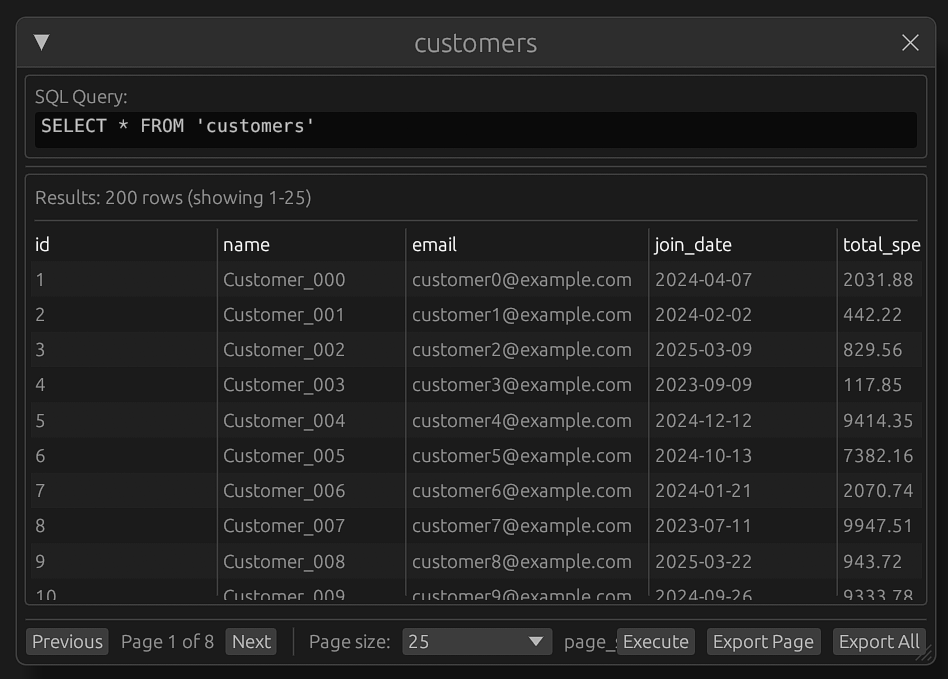 customers
SQL Query:
SELECT * FROM 'customers'
Results: 200 rows (showing 1-25)
id name email join_date total_spe
1 Customer_000 customer0@example.com 2024-04-07 2031.88
2 Customer_001 customer1@example.com 2024-02-02 442.22
3 Customer_002 customer2@example.com 2025-03-09 829.56
4 Customer_003 customer3@example.com 2023-09-09 117.85
5 Customer_004 customer4@example.com 2024-12-12 9414.35
6 Customer_005 customer5@example.com 2024-10-13 7382.16
7 Customer_006 customer6@example.com 2024-01-21 2070.74
8 Customer_007 customer7@example.com 2023-07-11 9947.51
9 Customer_008 customer8@example.com 2025-03-22 943.72
10 Customer_009 customer9@example.com 2024-09-26 9333.78
Previous Page 1 of 8 Next Page size: 25 page_ Execute Export Page Export All